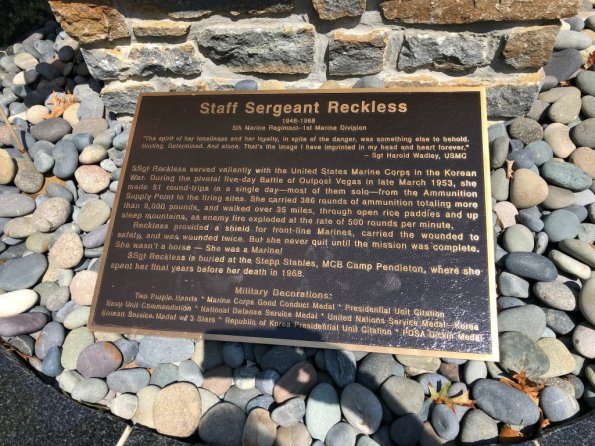 Staff Sergeant Reckless
1948-1968
5th Marine Regiment-1st Marine Division
"The spirit of her loneliness and her loyalty, in spite of the danger, was something else to behold.
Hurting. Determined. And alone. That's the image I have imprinted in my head and heart forever."
- Sgt Harold Wadley, USMC
SSgt Reckless served valiantly with the United States Marine Corps in the Korean
War. During the pivotal five-day Battle of Outpost Vegas in late March 1953, she
made 51 round-trips in a single day—most of them solo—from the Ammunition
Supply Point to the firing sites. She carried 386 rounds of ammunition totaling more
than 9,000 pounds, and walked over 35 miles, through open rice paddies and up
steep mountains, as enemy fire exploded at the rate of 500 rounds per minute.
Reckless provided a shield for front-line Marines, carried the wounded to
safety, and was wounded twice. But she never quit until the mission was complete.
She wasn't a horse — She was a Marine!
SSgt Reckless is buried at the Stepp Stables, MCB Camp Pendleton, where she
spent her final years before her death in 1968.
Military Decorations:
Two Purple Hearts * Marine Corps Good Conduct Medal * Presidential Unit Citation
Navy Unit Commendation * National Defense Service Medal * United Nations Service Medal—Korea
Korean Service Medal w/ 3 Stars * Republic of Korea Presidential Unit Citation * PDSA Dickin Medal